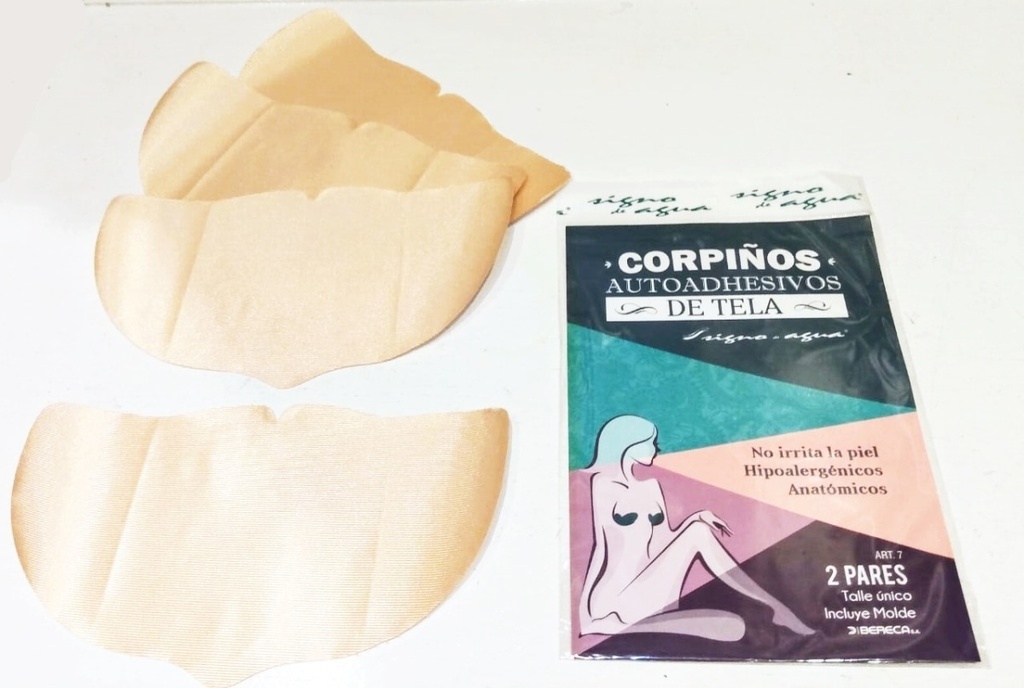 signo de agua signo de agua
CORPIÑOS
AUTOADHESIVOS
DE TELA
signo de agua
No irrita la piel
Hipoalergénicos
Anatómicos
ART. 7
2 PARES
Talle único
Incluye Molde
BERECA S.A.